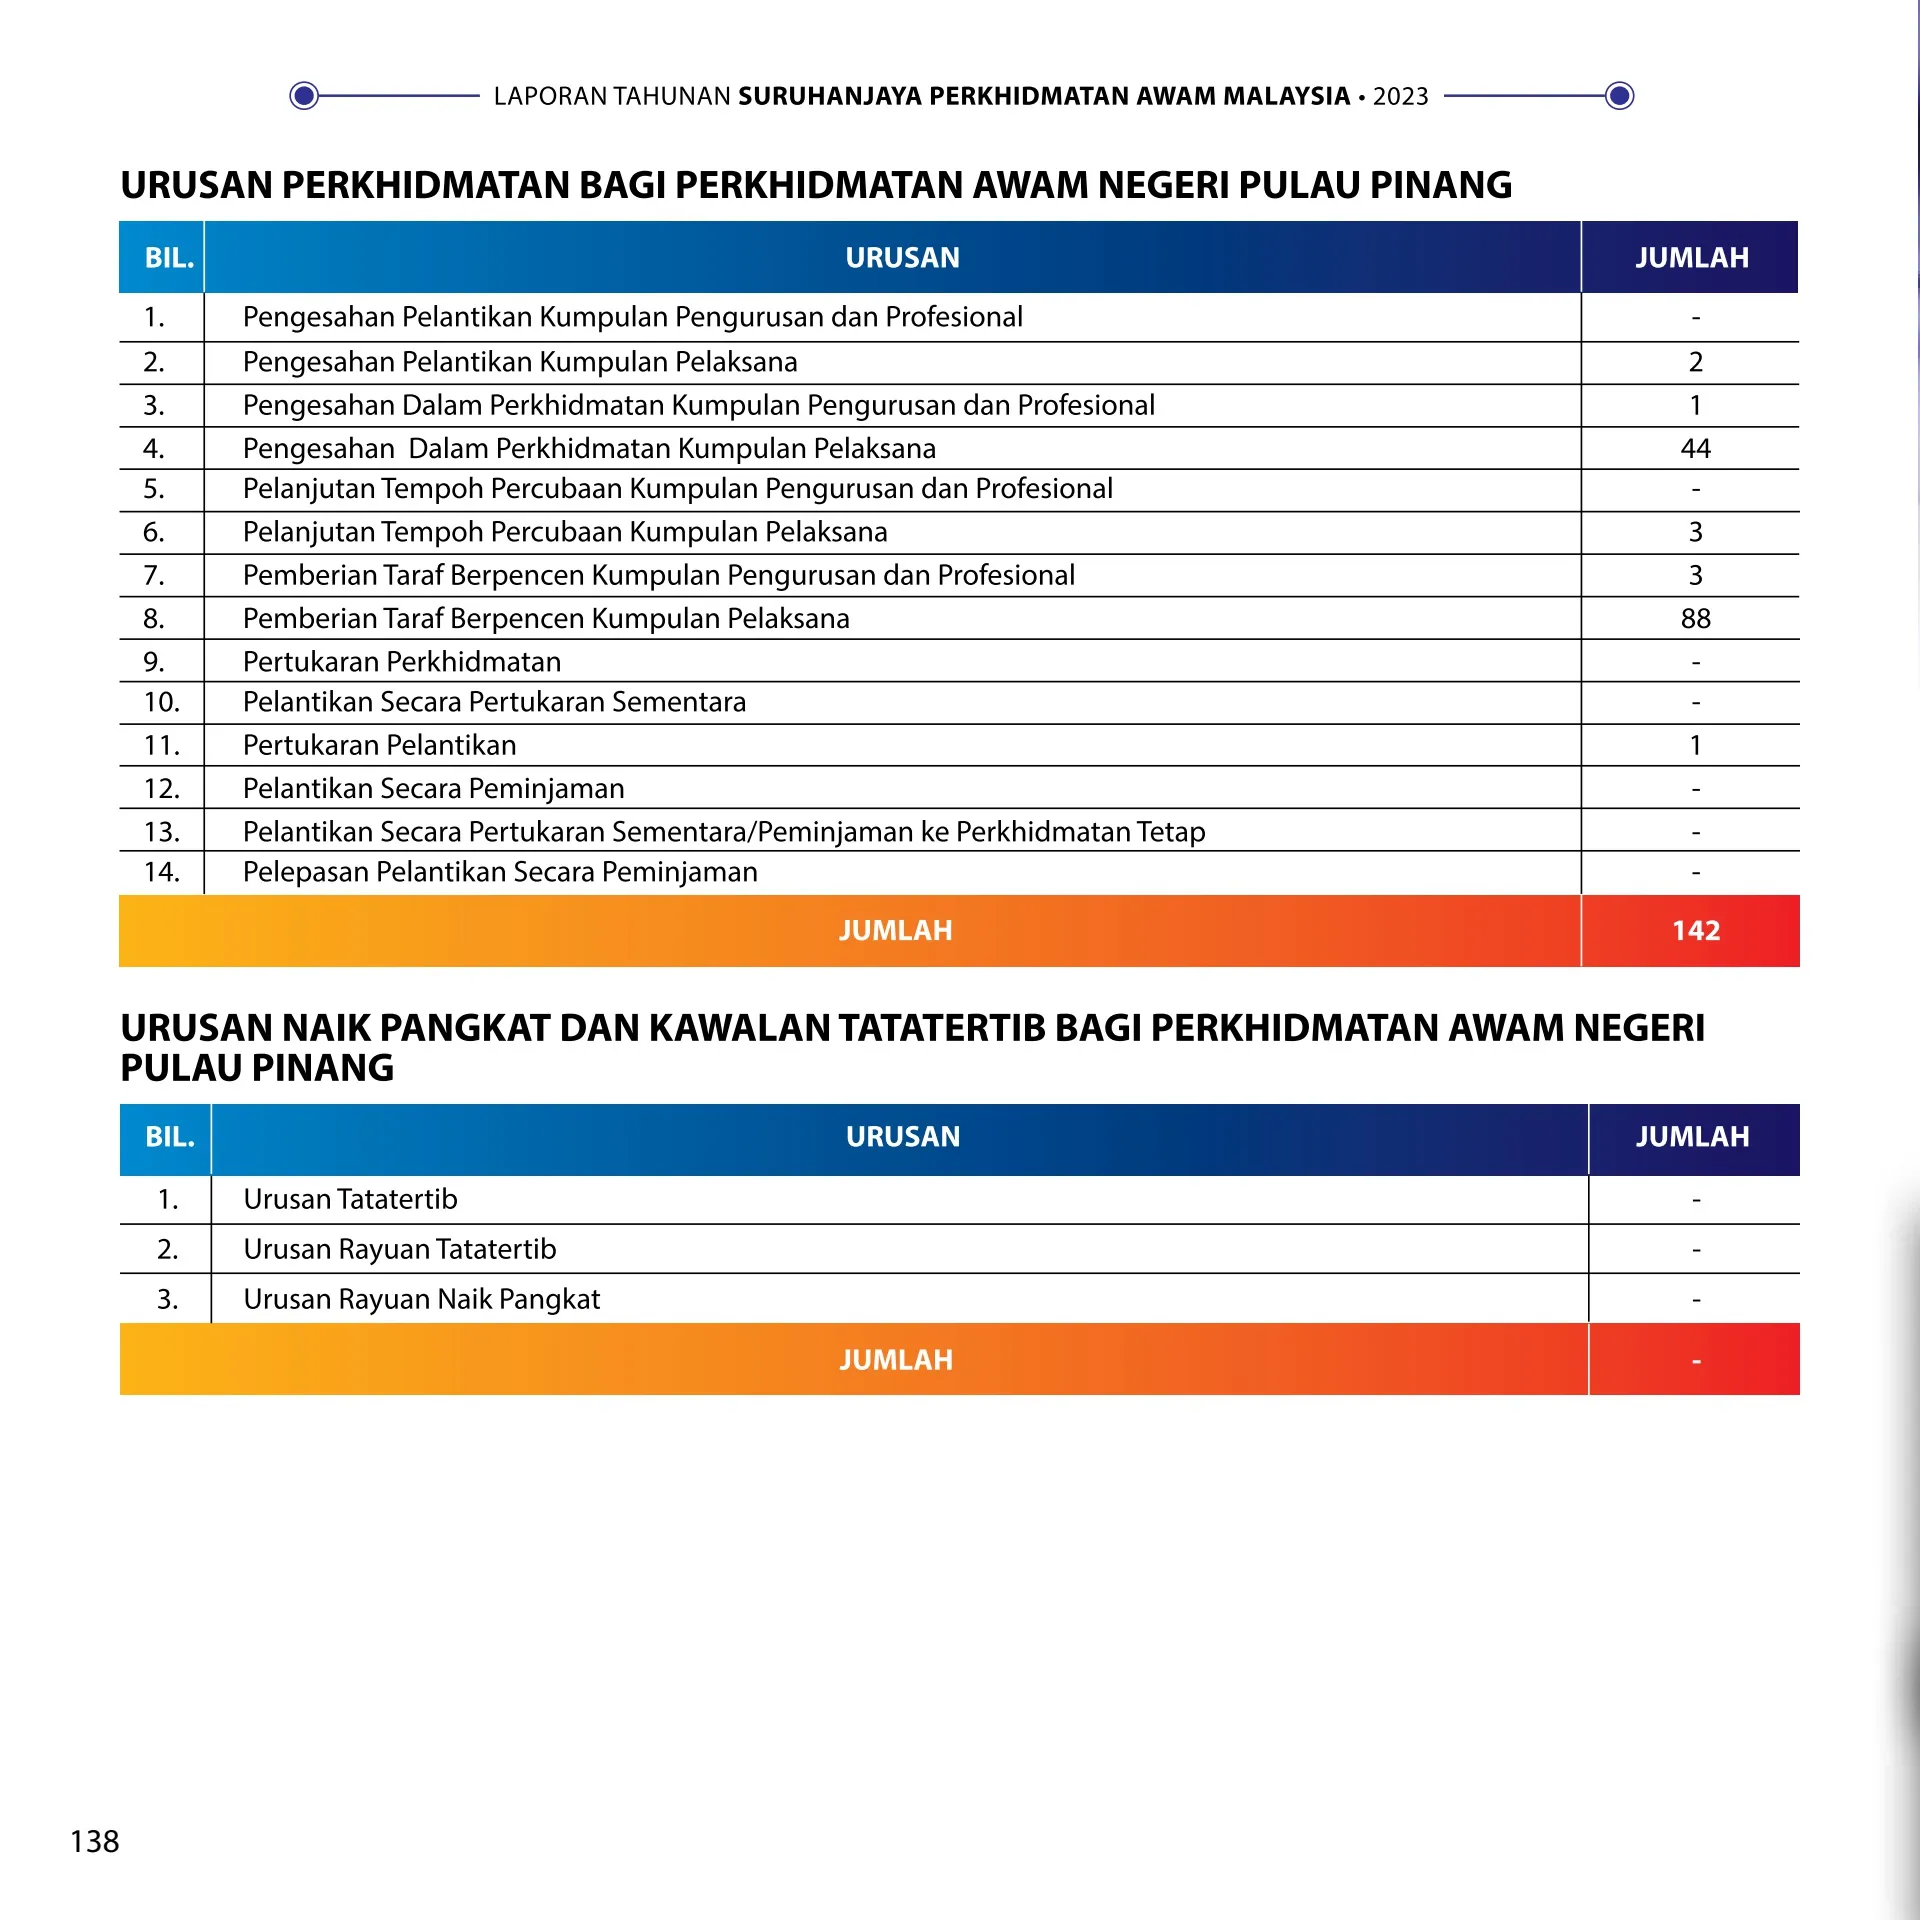 LAPORAN TAHUNAN SURUHANJAYA PERKHIDMATAN AWAM MALAYSIA • 2023
URUSAN PERKHIDMATAN BAGI PERKHIDMATAN AWAM NEGERI PULAU PINANG
BIL. URUSAN JUMLAH
1. Pengesahan Pelantikan Kumpulan Pengurusan dan Profesional -
2. Pengesahan Pelantikan Kumpulan Pelaksana 2
3. Pengesahan Dalam Perkhidmatan Kumpulan Pengurusan dan Profesional 1
4. Pengesahan Dalam Perkhidmatan Kumpulan Pelaksana 44
5. Pelanjutan Tempoh Percubaan Kumpulan Pengurusan dan Profesional -
6. Pelanjutan Tempoh Percubaan Kumpulan Pelaksana 3
7. Pemberian Taraf Berpencen Kumpulan Pengurusan dan Profesional 3
8. Pemberian Taraf Berpencen Kumpulan Pelaksana 88
9. Pertukaran Perkhidmatan -
10. Pelantikan Secara Pertukaran Sementara -
11. Pertukaran Pelantikan 1
12. Pelantikan Secara Peminjaman -
13. Pelantikan Secara Pertukaran Sementara/Peminjaman ke Perkhidmatan Tetap -
14. Pelepasan Pelantikan Secara Peminjaman -
JUMLAH 142
URUSAN NAIK PANGKAT DAN KAWALAN TATATERTIB BAGI PERKHIDMATAN AWAM NEGERI
PULAU PINANG
BIL. URUSAN JUMLAH
1. Urusan Tatatertib -
2. Urusan Rayuan Tatatertib -
3. Urusan Rayuan Naik Pangkat -
JUMLAH -
138